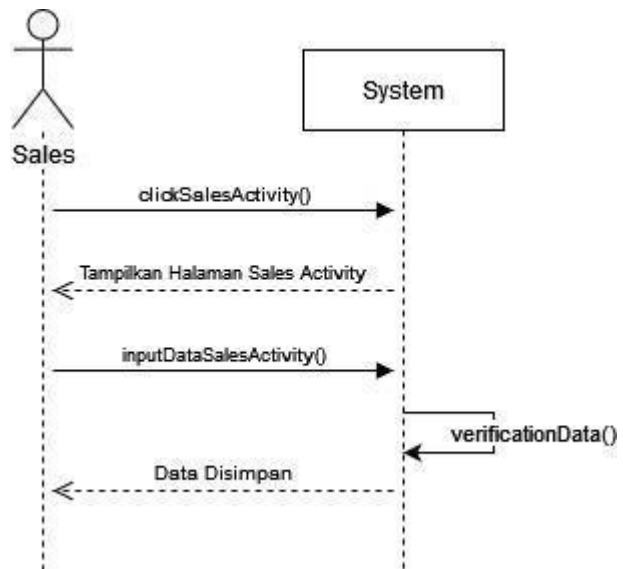 System
Sales
clickSalesActivity()
Tampilkan Halaman Sales Activity
inputDataSalesActivity()
verificationData()
Data Disimpan